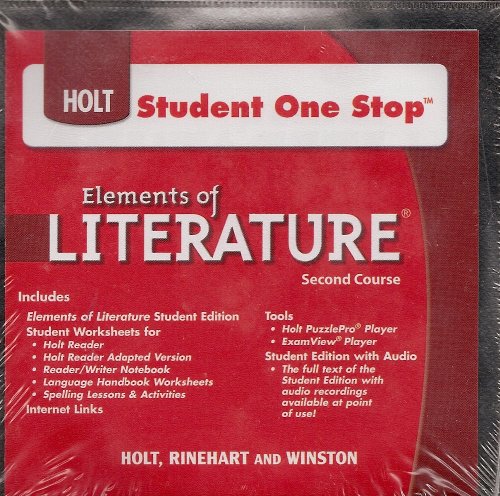 HOLT Student One Stop™
Elements of
LITERATURE®
Second Course
Includes
Elements of Literature Student Edition
Student Worksheets for
• Holt Reader
• Holt Reader Adapted Version
• Reader/Writer Notebook
• Language Handbook Worksheets
• Spelling Lessons & Activities
Internet Links
Tools
• Holt PuzzlePro® Player
• ExamView® Player
Student Edition with Audio
• The full text of the
Student Edition with
audio recordings
available at point
of use!
HOLT, RINEHART AND WINSTON